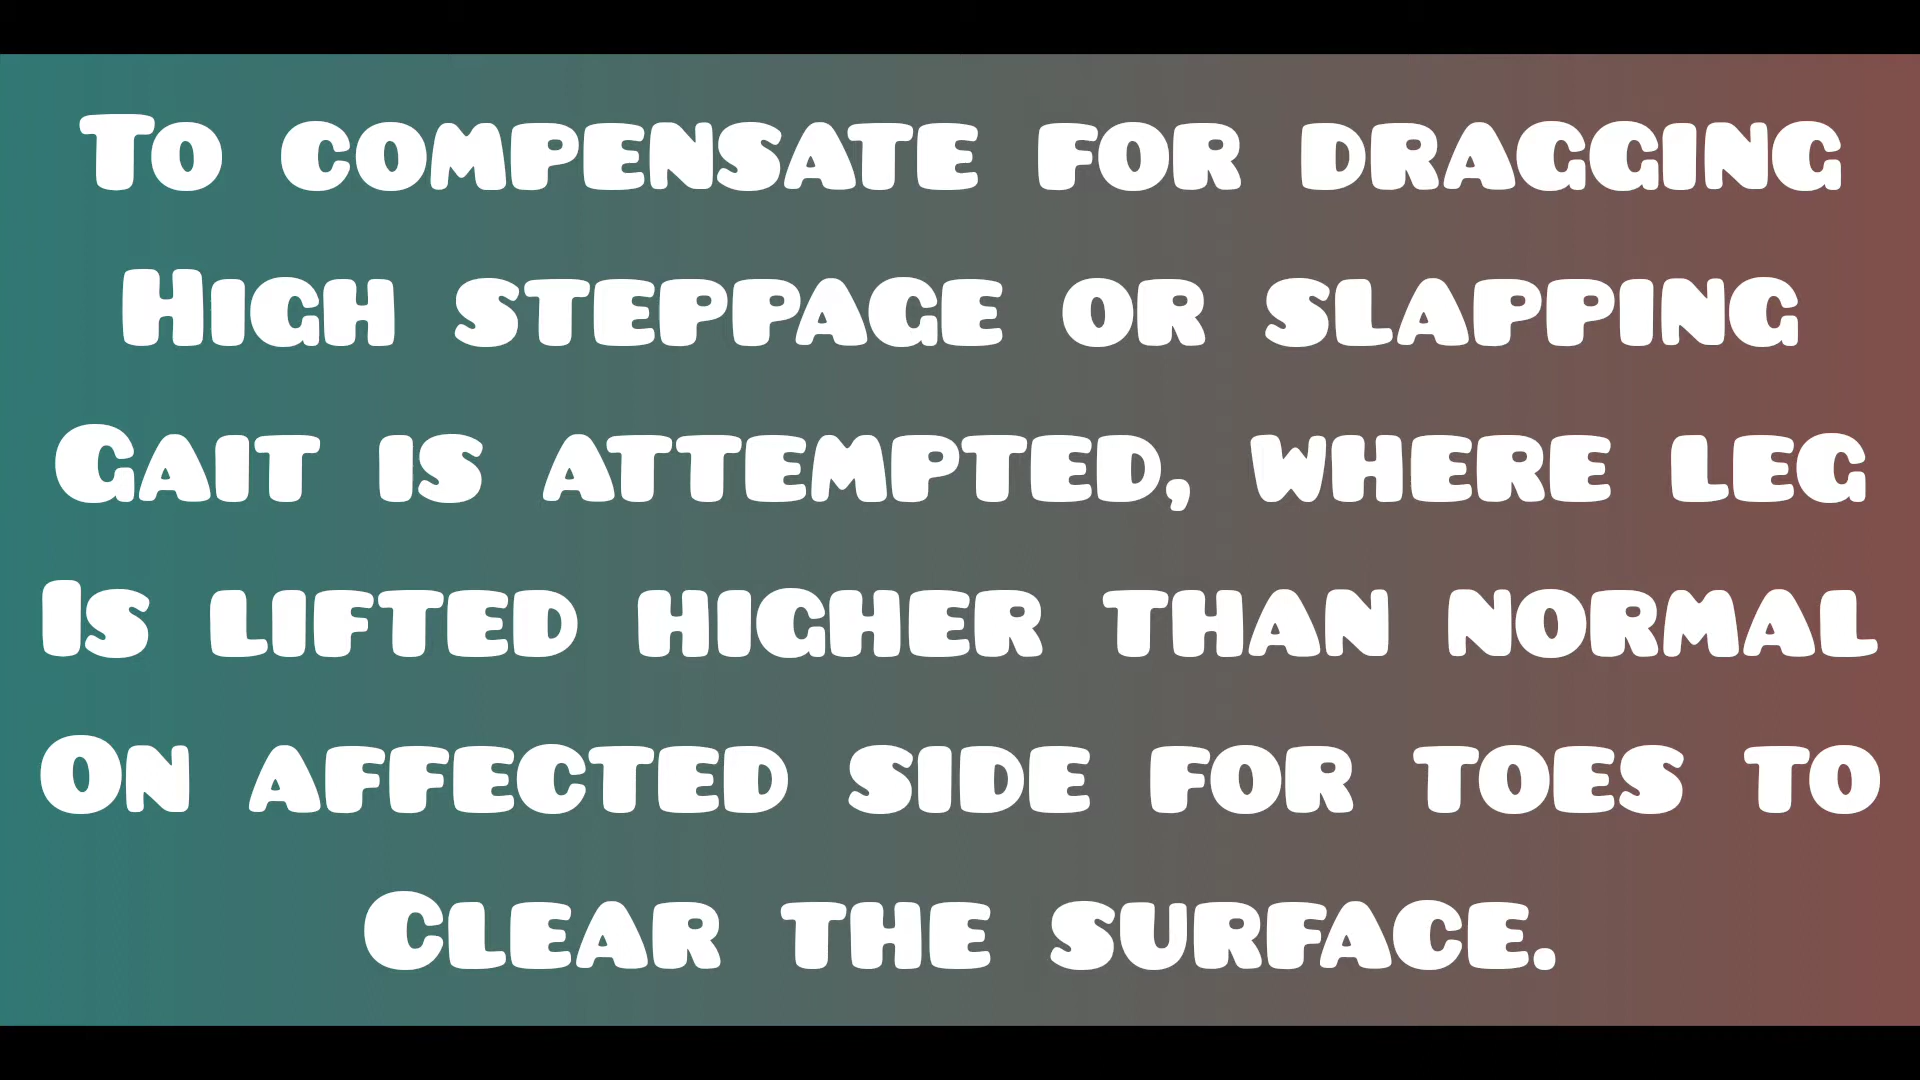 To compensate for dragging
High steppage or slapping
Gait is attempted, where leg
Is lifted higher than normal
On affected side for toes to
Clear the surface.